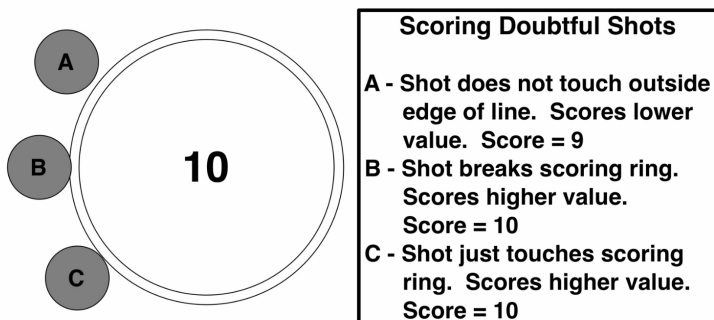 A
B
C
10
Scoring Doubtful Shots
A - Shot does not touch outside
edge of line. Scores lower
value. Score = 9
B - Shot breaks scoring ring.
Scores higher value.
Score = 10
C - Shot just touches scoring
ring. Scores higher value.
Score = 10